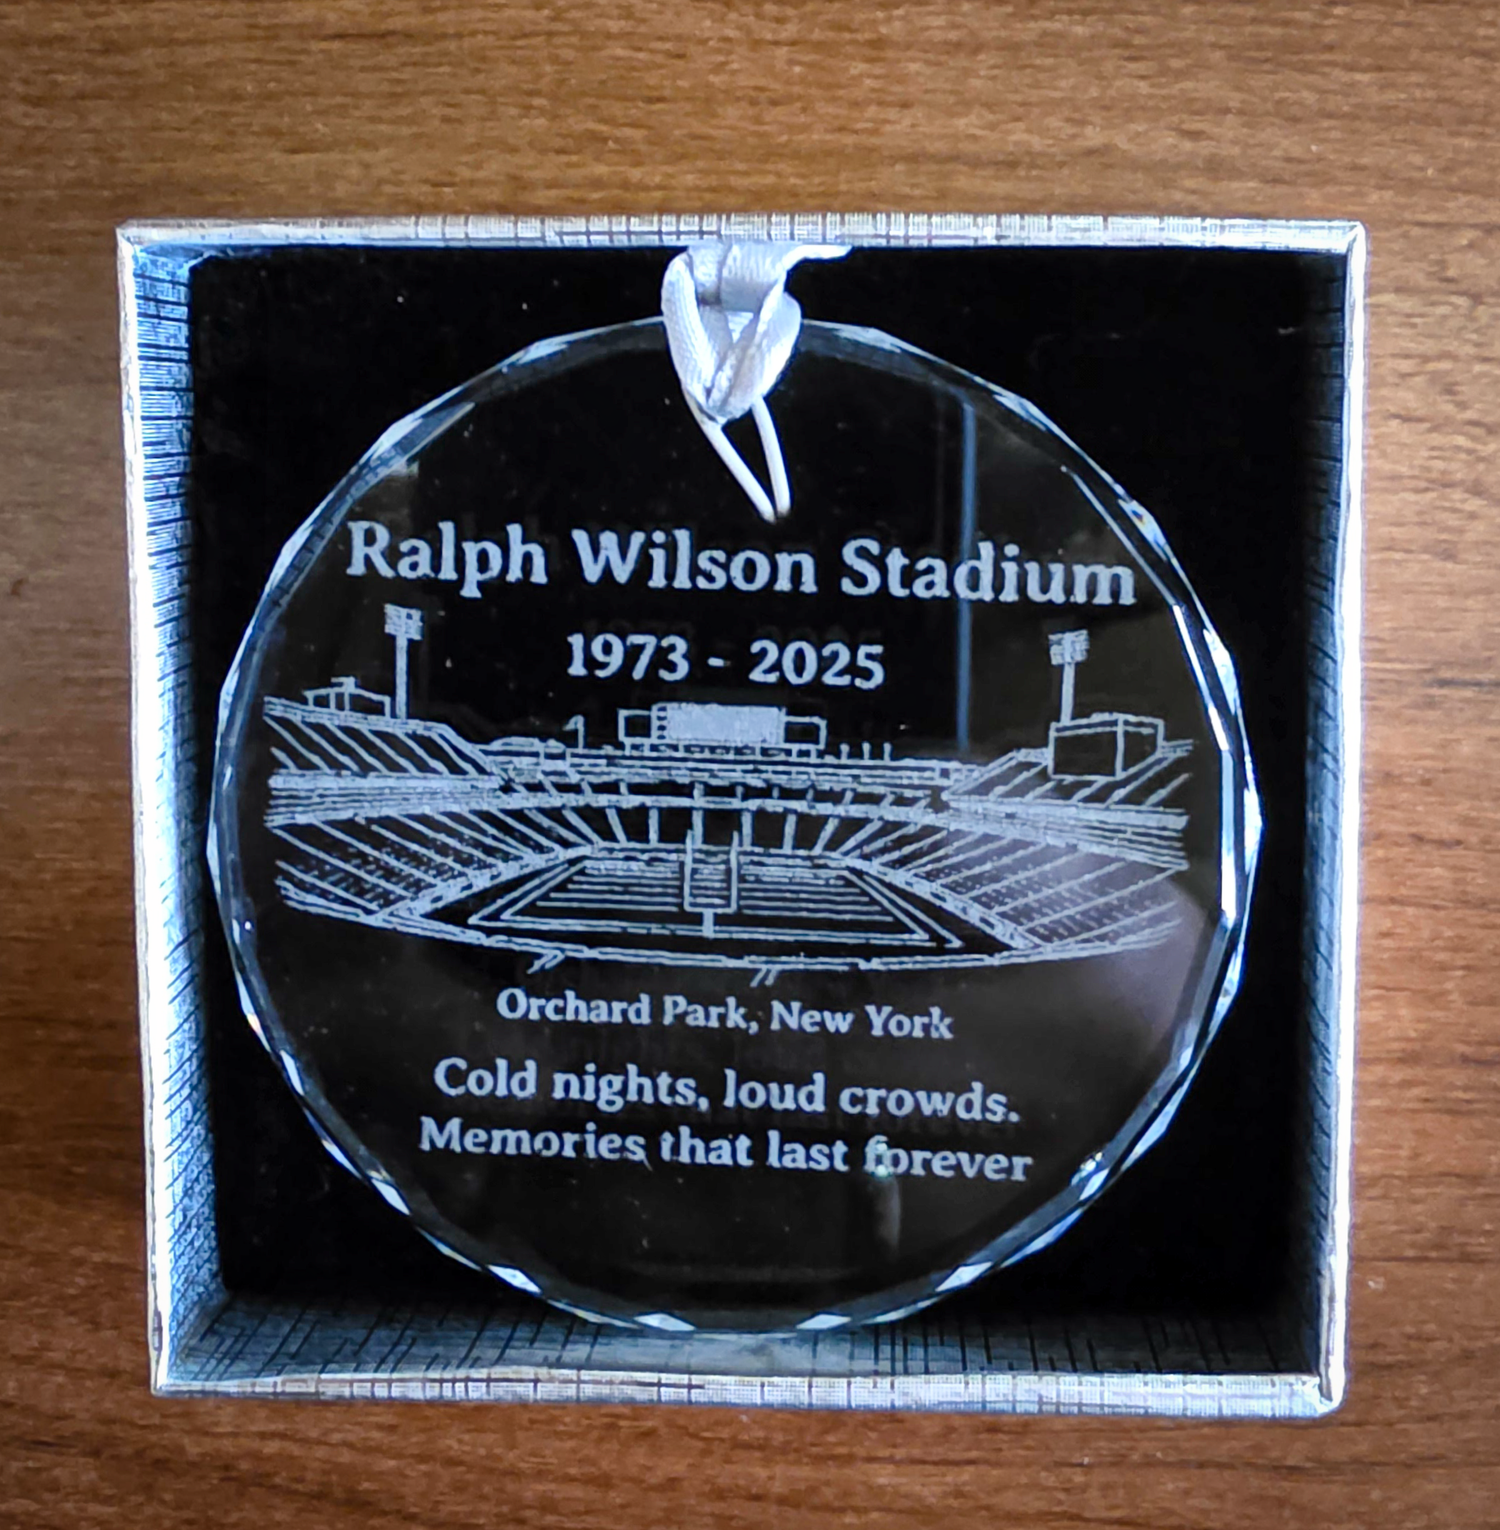 Ralph Wilson Stadium
1973 - 2025
Orchard Park, New York
Cold nights, loud crowds.
Memories that last forever